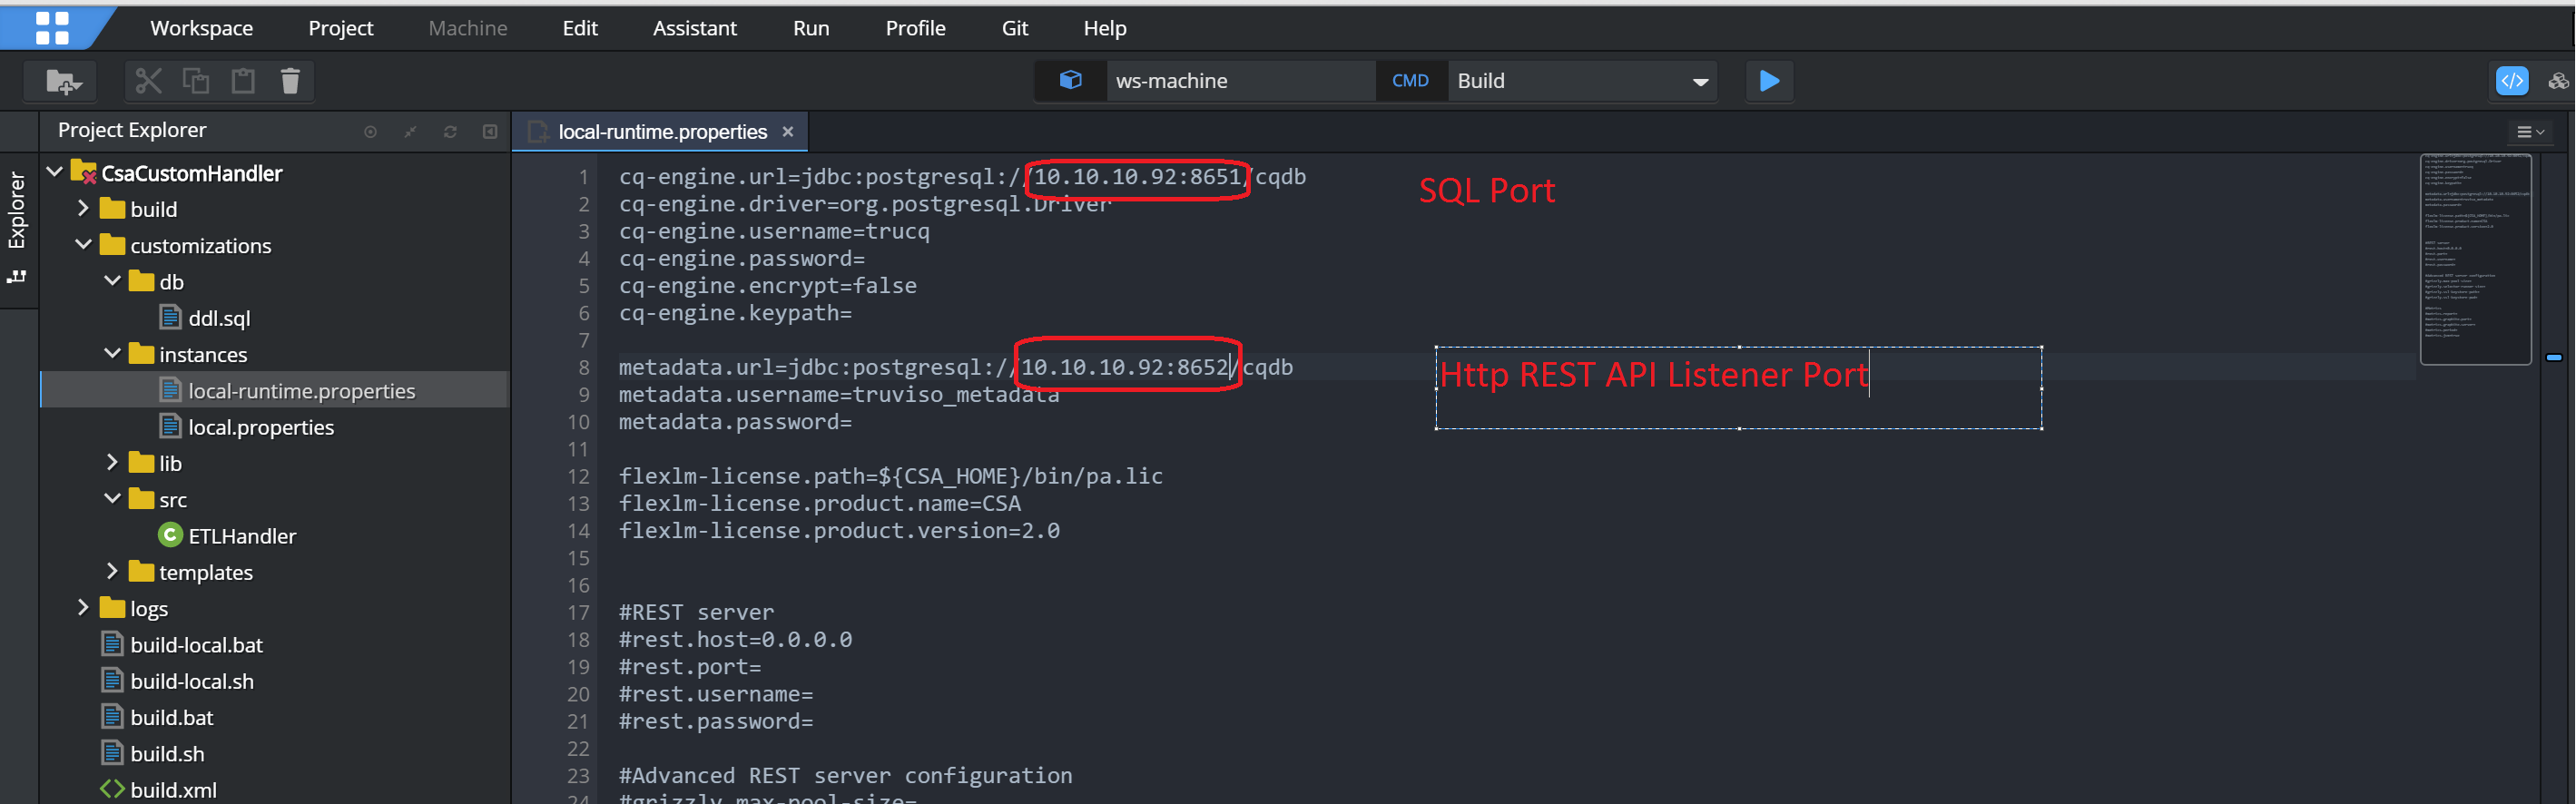 Workspace Project Machine Edit Assistant Run Profile Git Help
ws-machine CMD Build
Project Explorer
local-runtime.properties
Explorer
CsaCustomHandler
build
customizations
db
ddl.sql
instances
local-runtime.properties
local.properties
lib
src
ETLHandler
templates
logs
build-local.bat
build-local.sh
build.bat
build.sh
build.xml
1 cq-engine.url=jdbc:postgresql://10.10.10.92:8651/cqdb
SQL Port
2 cq-engine.driver=org.postgresql.Driver
3 cq-engine.username=trucq
4 cq-engine.password=
5 cq-engine.encrypt=false
6 cq-engine.keypath=
7
8 metadata.url=jdbc:postgresql://10.10.10.92:8652/cqdb
Http REST API Listener Port
9 metadata.username=truviso_metadata
10 metadata.password=
11
12 flexlm-license.path=${CSA_HOME}/bin/pa.lic
13 flexlm-license.product.name=CSA
14 flexlm-license.product.version=2.0
15
16
17 #REST server
18 #rest.host=0.0.0.0
19 #rest.port=
20 #rest.username=
21 #rest.password=
22
23 #Advanced REST server configuration
24 #grizzly.max-pool-size=